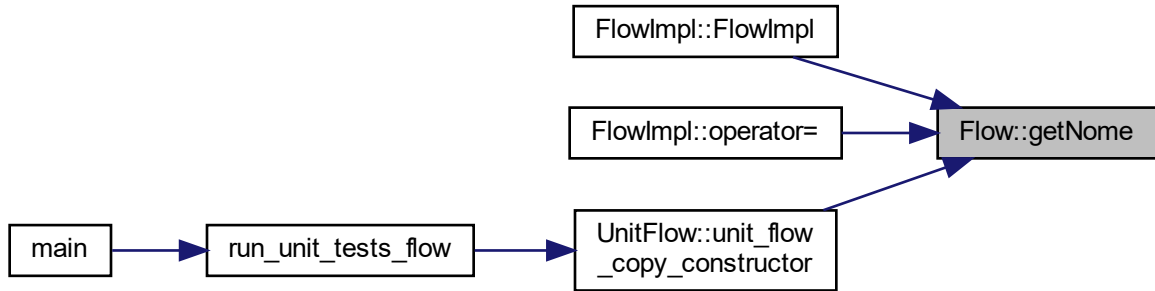 FlowImpl::FlowImpl
FlowImpl::operator=
Flow::getNome
main
run_unit_tests_flow
UnitFlow::unit_flow
_copy_constructor